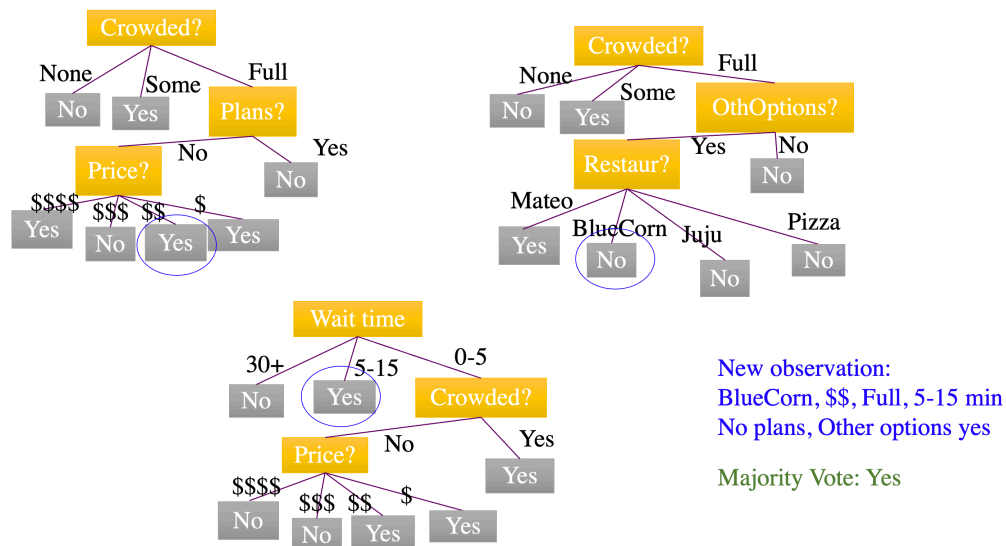 Crowded?
None
Some
Full
No
Yes
Plans?
No
Yes
Price?
No
$$$$
$$$
$$
$
Yes
No
Yes
Yes
Crowded?
None
Some
Full
No
Yes
OthOptions?
Yes
No
Restaur?
No
Mateo
BlueCorn
Juju
Pizza
Yes
No
No
No
Wait time
30+
5-15
0-5
No
Yes
Crowded?
No
Yes
Price?
Yes
$$$$
$$$
$$
$
No
No
Yes
Yes
New observation:
BlueCorn, $$, Full, 5-15 min
No plans, Other options yes
Majority Vote: Yes